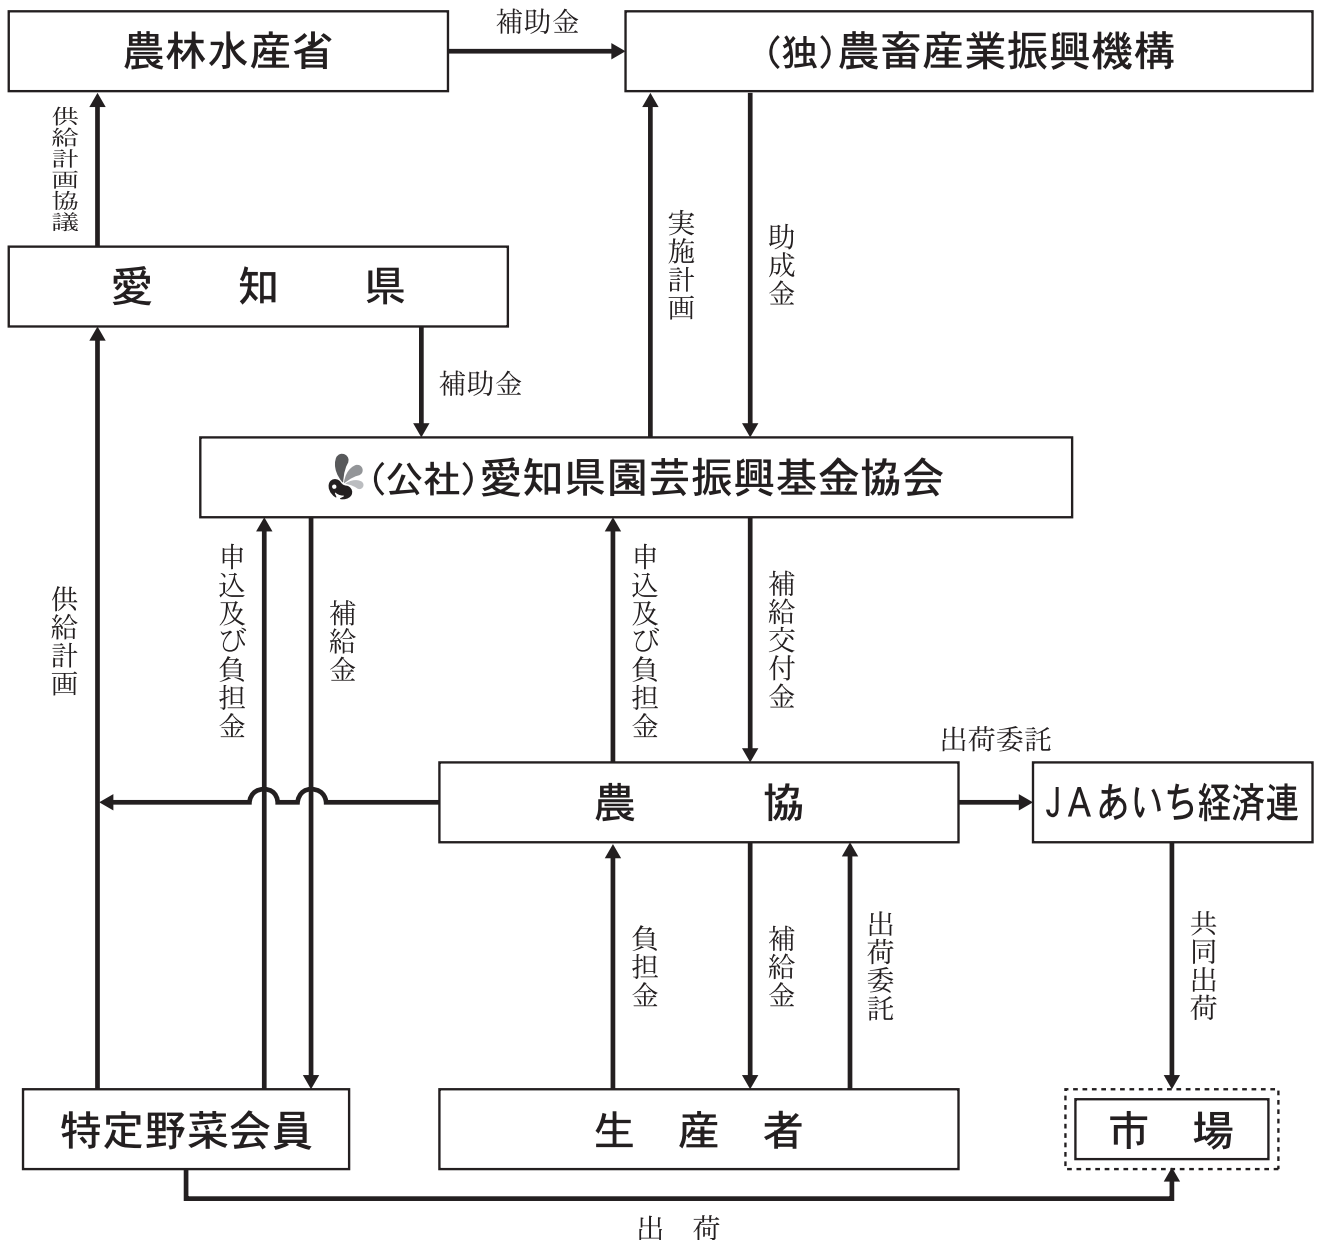 農林水産省
補助金
（独）農畜産業振興機構
供給計画協議
実施計画
助成金
愛知県
補助金
（公社）愛知県園芸振興基金協会
供給計画
申込及び負担金
補給金
申込及び負担金
補給交付金
出荷委託
農協
JAあいち経済連
負担金
補給金
出荷委託
共同出荷
特定野菜会員
生産者
市場
出荷